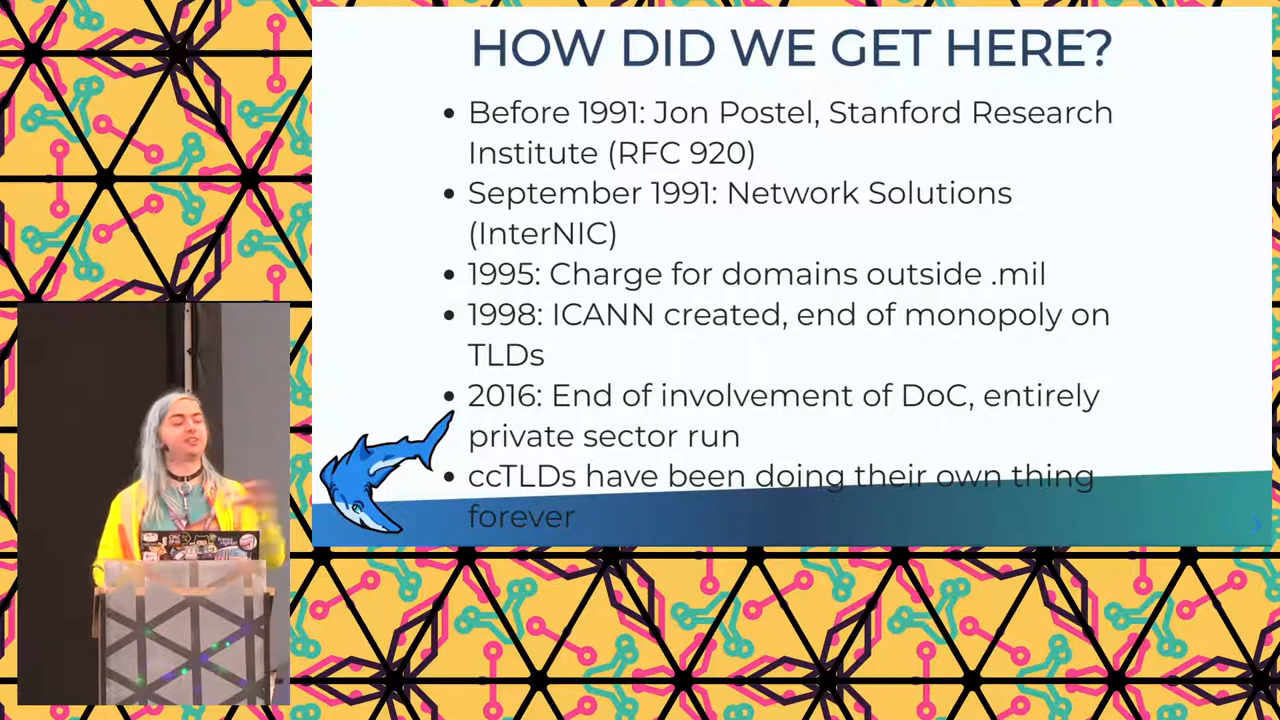 HOW DID WE GET HERE?
• Before 1991: Jon Postel, Stanford Research
Institute (RFC 920)
• September 1991: Network Solutions
(InterNIC)
• 1995: Charge for domains outside .mil
• 1998: ICANN created, end of monopoly on
TLDs
• 2016: End of involvement of DoC, entirely
private sector run
• ccTLDs have been doing their own thing
forever